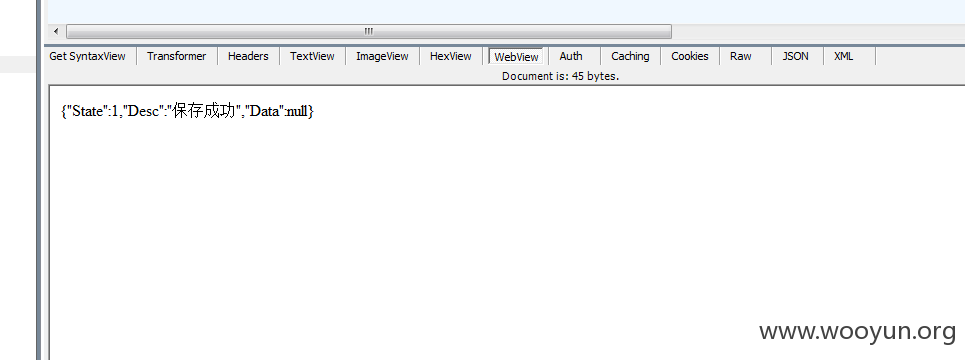 Get SyntaxView Transformer Headers TextView ImageView HexView WebView Auth Caching Cookies Raw JSON XML
Document is: 45 bytes.
{"State":1,"Desc":"保存成功","Data":null}
www.wooyun.org